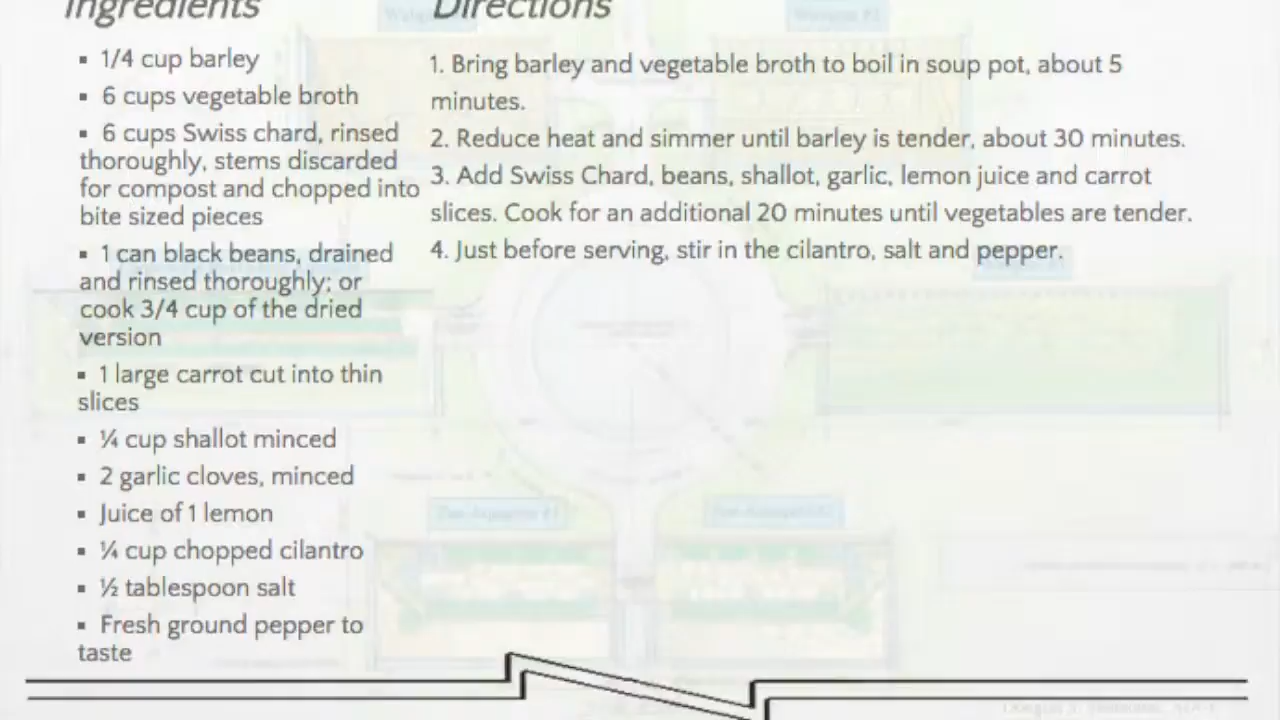 Ingredients
▪ 1/4 cup barley
▪ 6 cups vegetable broth
▪ 6 cups Swiss chard, rinsed
thoroughly, stems discarded
for compost and chopped into
bite sized pieces
▪ 1 can black beans, drained
and rinsed thoroughly; or
cook 3/4 cup of the dried
version
▪ 1 large carrot cut into thin
slices
▪ ¼ cup shallot minced
▪ 2 garlic cloves, minced
▪ Juice of 1 lemon
▪ ¼ cup chopped cilantro
▪ ½ tablespoon salt
▪ Fresh ground pepper to
taste
Directions
1. Bring barley and vegetable broth to boil in soup pot, about 5
minutes.
2. Reduce heat and simmer until barley is tender, about 30 minutes.
3. Add Swiss Chard, beans, shallot, garlic, lemon juice and carrot
slices. Cook for an additional 20 minutes until vegetables are tender.
4. Just before serving, stir in the cilantro, salt and pepper.